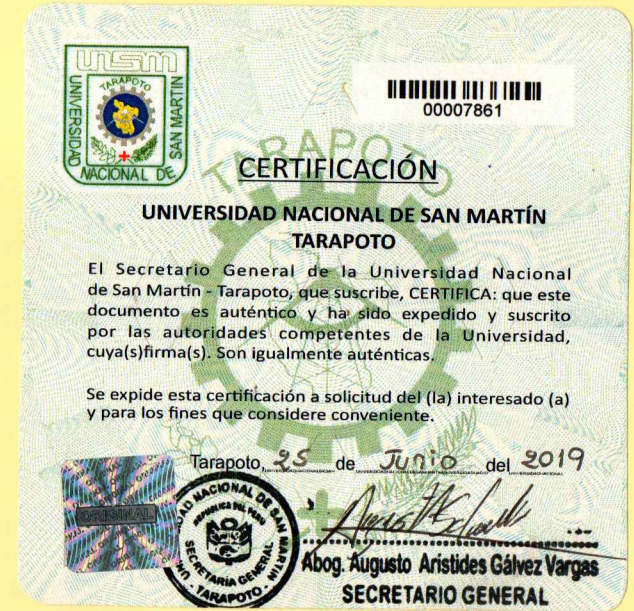 unsm
TARAPOTO
UNIVERSIDAD
NACIONAL DE
SAN MARTIN
00007861
TARAPOTO
CERTIFICACIÓN
UNIVERSIDAD NACIONAL DE SAN MARTÍN
TARAPOTO
El Secretario General de la Universidad Nacional
de San Martín - Tarapoto, que suscribe, CERTIFICA: que este
documento es auténtico y ha sido expedido y suscrito
por las autoridades competentes de la Universidad,
cuya(s)firma(s). Son igualmente auténticas.
Se expide esta certificación a solicitud del (la) interesado (a)
y para los fines que considere conveniente.
Tarapoto, 25 de Junio del 2019
ORIGINAL
NACIONAL DE SAN MARTIN
REPUBLICA DEL PERU
SECRETARIA GENERAL
- TARAPOTO -
Abog. Augusto Aristides Gálvez Vargas
SECRETARIO GENERAL